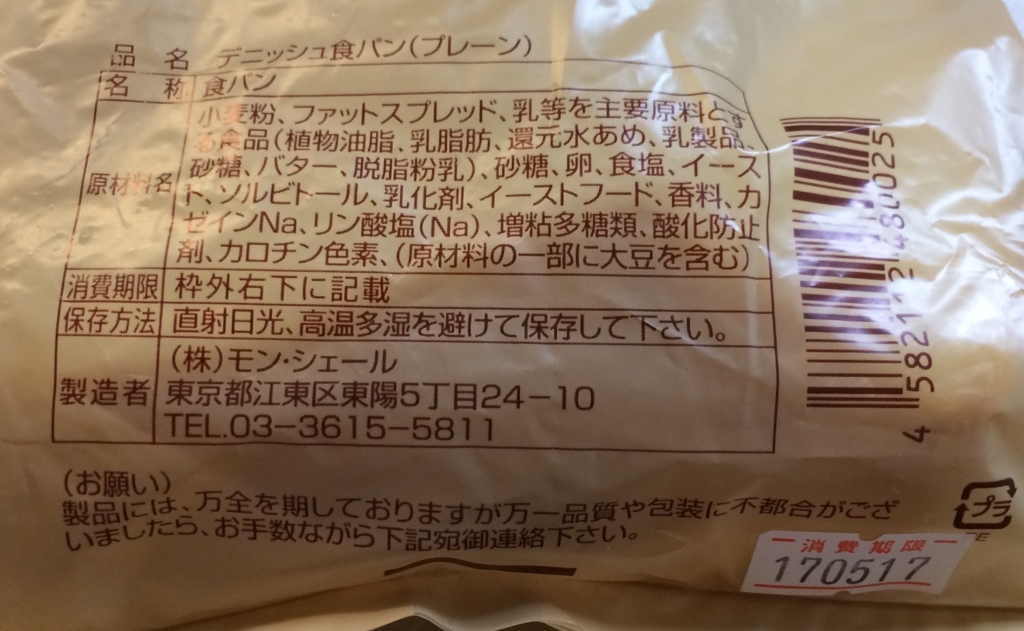 品 名 デニッシュ食パン(プレーン)
名 称 食パン
原材料名 小麦粉、ファットスプレッド、乳等を主要原料とす
る食品(植物油脂、乳脂肪、還元水あめ、乳製品、
砂糖、バター、脱脂粉乳)、砂糖、卵、食塩、イース
ト、ソルビトール、乳化剤、イーストフード、香料、カ
ゼインNa、リン酸塩(Na)、増粘多糖類、酸化防止
剤、カロチン色素、(原材料の一部に大豆を含む)
消費期限 枠外右下に記載
保存方法 直射日光、高温多湿を避けて保存して下さい。
製造者 (株)モン・シェール
東京都江東区東陽5丁目24−10
TEL.03−3615−5811
(お願い)
製品には、万全を期しておりますが万一品質や包装に不都合がござ
いましたら、お手数ながら下記宛御連絡下さい。
プラ
消費期限
170517